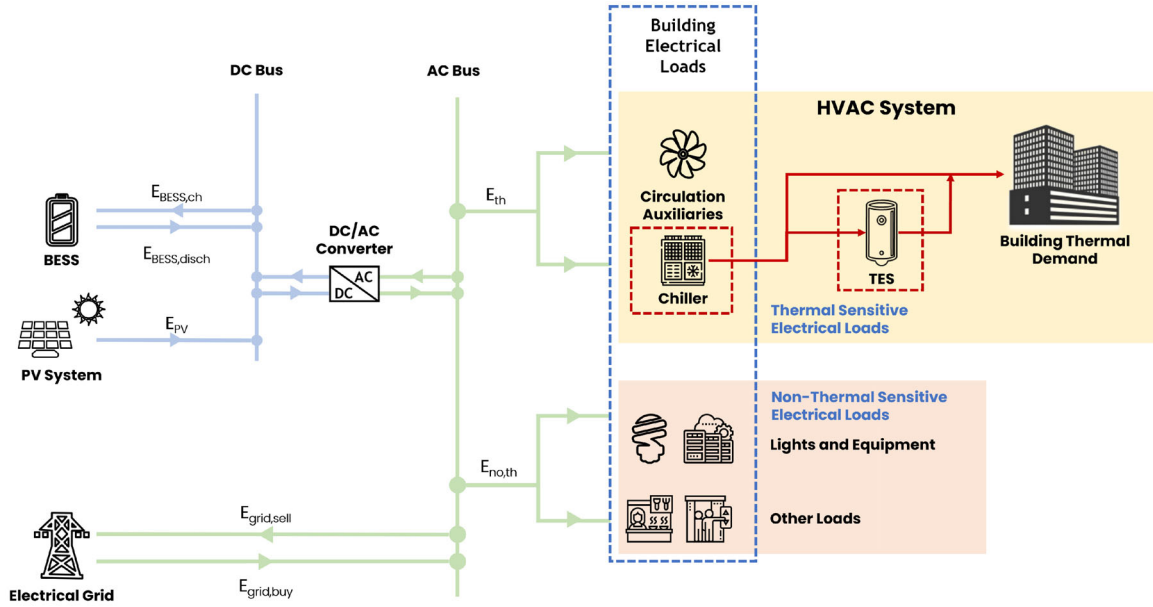 Building
Electrical
Loads
DC Bus
AC Bus
HVAC System
E_BESS,ch
E_BESS,disch
BESS
DC/AC
Converter
AC
DC
E_th
Circulation
Auxiliaries
Chiller
TES
Building Thermal
Demand
Thermal Sensitive
Electrical Loads
E_PV
PV System
Non-Thermal Sensitive
Electrical Loads
Lights and Equipment
E_no,th
Other Loads
E_grid,sell
E_grid,buy
Electrical Grid